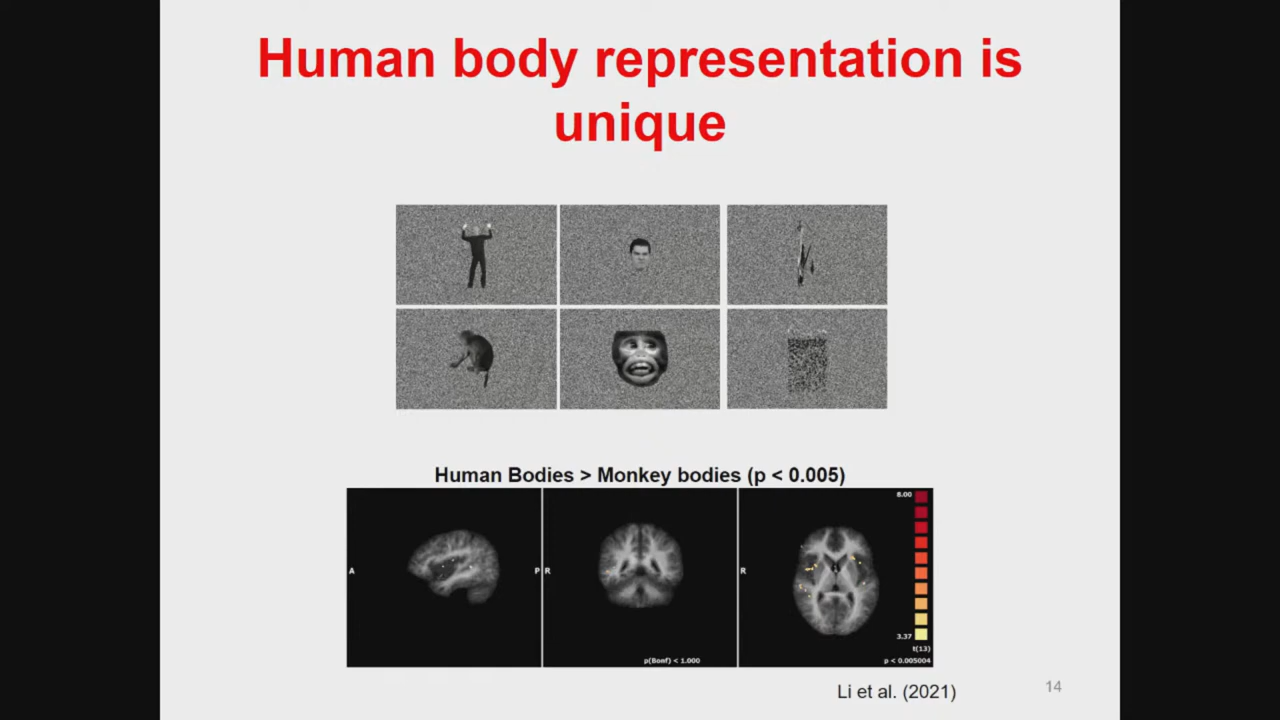 Human body representation is
unique
Human Bodies > Monkey bodies (p < 0.005)
A
P
R
R
8.00
3.37
t(13)
p(Bonf) < 1.000
p < 0.005004
Li et al. (2021)
14